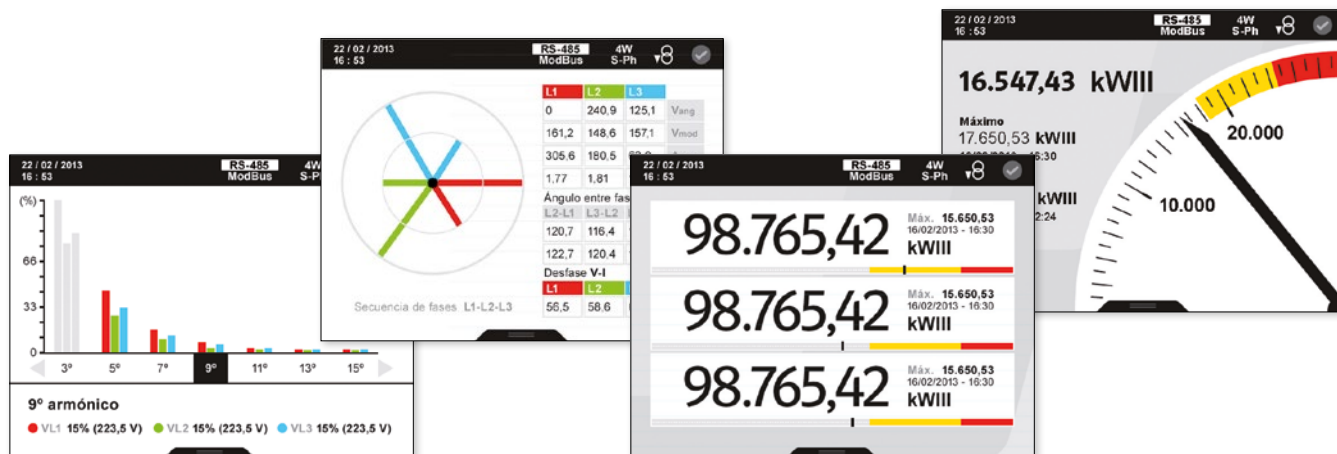 22 / 02 / 2013
16 : 53
RS-485
ModBus
4W
(%)
66
33
0
3º 5º 7º 9º 11º 13º 15º
9º armónico
VL1 15% (223,5 V) VL2 15% (223,5 V) VL3 15% (223,5 V)
22 / 02 / 2013
16 : 53
RS-485
ModBus
4W
S-Ph
L1 L2 L3
0 240,9 125,1 Vang
161,2 148,6 157,1 Vmod
305,6 180,5
1,77 1,81
Ángulo entre
L2-L1 L3-L2
120,7 116,4
122,7 120,4
Desfase V-I
L1 L2
56,5 58,6
Secuencia de fases L1-L2-L3
22 / 02 / 2013
16 : 53
RS-485
ModBus
4W
S-Ph
98.765,42
Máx. 15.650,53
16/02/2013 - 16:30
kWIII
98.765,42
Máx. 15.650,53
16/02/2013 - 16:30
kWIII
98.765,42
Máx. 15.650,53
16/02/2013 - 16:30
kWIII
22 / 02 / 2013
16 : 53
RS-485
ModBus
4W
S-Ph
16.547,43 kWIII
Máximo
17.650,53 kWIII
kWIII
20.000
10.000